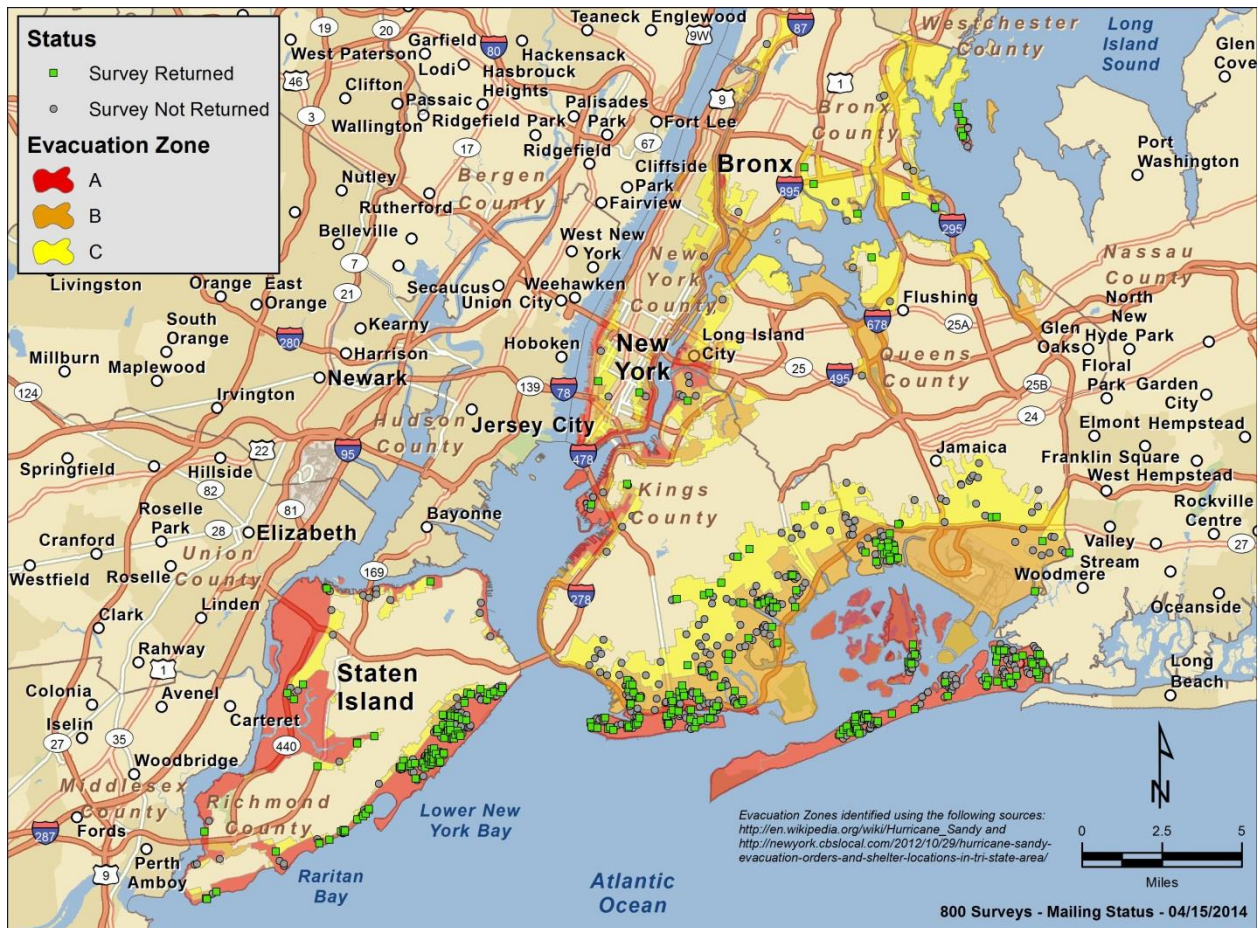 Status
Survey Returned
Survey Not Returned
Evacuation Zone
A
B
C
Teaneck
Englewood
Westchester
County
Long
Island
Sound
Glen
Cove
19
20
9W
87
West Paterson
Garfield
80
Hackensack
Lodi
Hasbrouck
Heights
46
Clifton
Passaic
Palisades
Park
9
1
Bronx
County
3
Wallington
Ridgefield Park
Fort Lee
67
17
Ridgefield
Cliffside
Park
Bronx
Port
Washington
Nutley
Bergen
County
895
Rutherford
Fairview
Belleville
West New
York
295
7
New
York
County
Nassau
County
Livingston
Orange
East
Orange
21
Secaucus
Weehawken
Union City
Flushing
North
New
Hyde Park
678
25A
South
Orange
280
Kearny
Hoboken
New
York
Long Island
City
Glen
Oaks
Millburn
Maplewood
Harrison
Queens
County
Floral
Park
124
Newark
139
78
25
495
25B
Garden
City
Irvington
24
Hudson
County
Jersey City
Elmont
Hempstead
22
95
478
Jamaica
Franklin Square
Springfield
Hillside
West Hempstead
82
81
Kings
County
Rockville
Centre
Roselle
Park
28
Bayonne
Elizabeth
27
Cranford
Union
County
Valley
Stream
Westfield
Roselle
169
278
Woodmere
Linden
Oceanside
Clark
Rahway
1
Staten
Island
Long
Beach
Colonia
Avenel
Iselin
Carteret
27
35
440
Woodbridge
N
Middlesex
County
Richmond
County
Lower New
York Bay
287
Fords
Perth
Amboy
9
Raritan
Bay
Atlantic
Ocean
Evacuation Zones identified using the following sources:
http://en.wikipedia.org/wiki/Hurricane_Sandy and
http://newyork.cbslocal.com/2012/10/29/hurricane-sandy-
evacuation-orders-and-shelter-locations-in-tri-state-area/
0 2.5 5
Miles
800 Surveys - Mailing Status - 04/15/2014